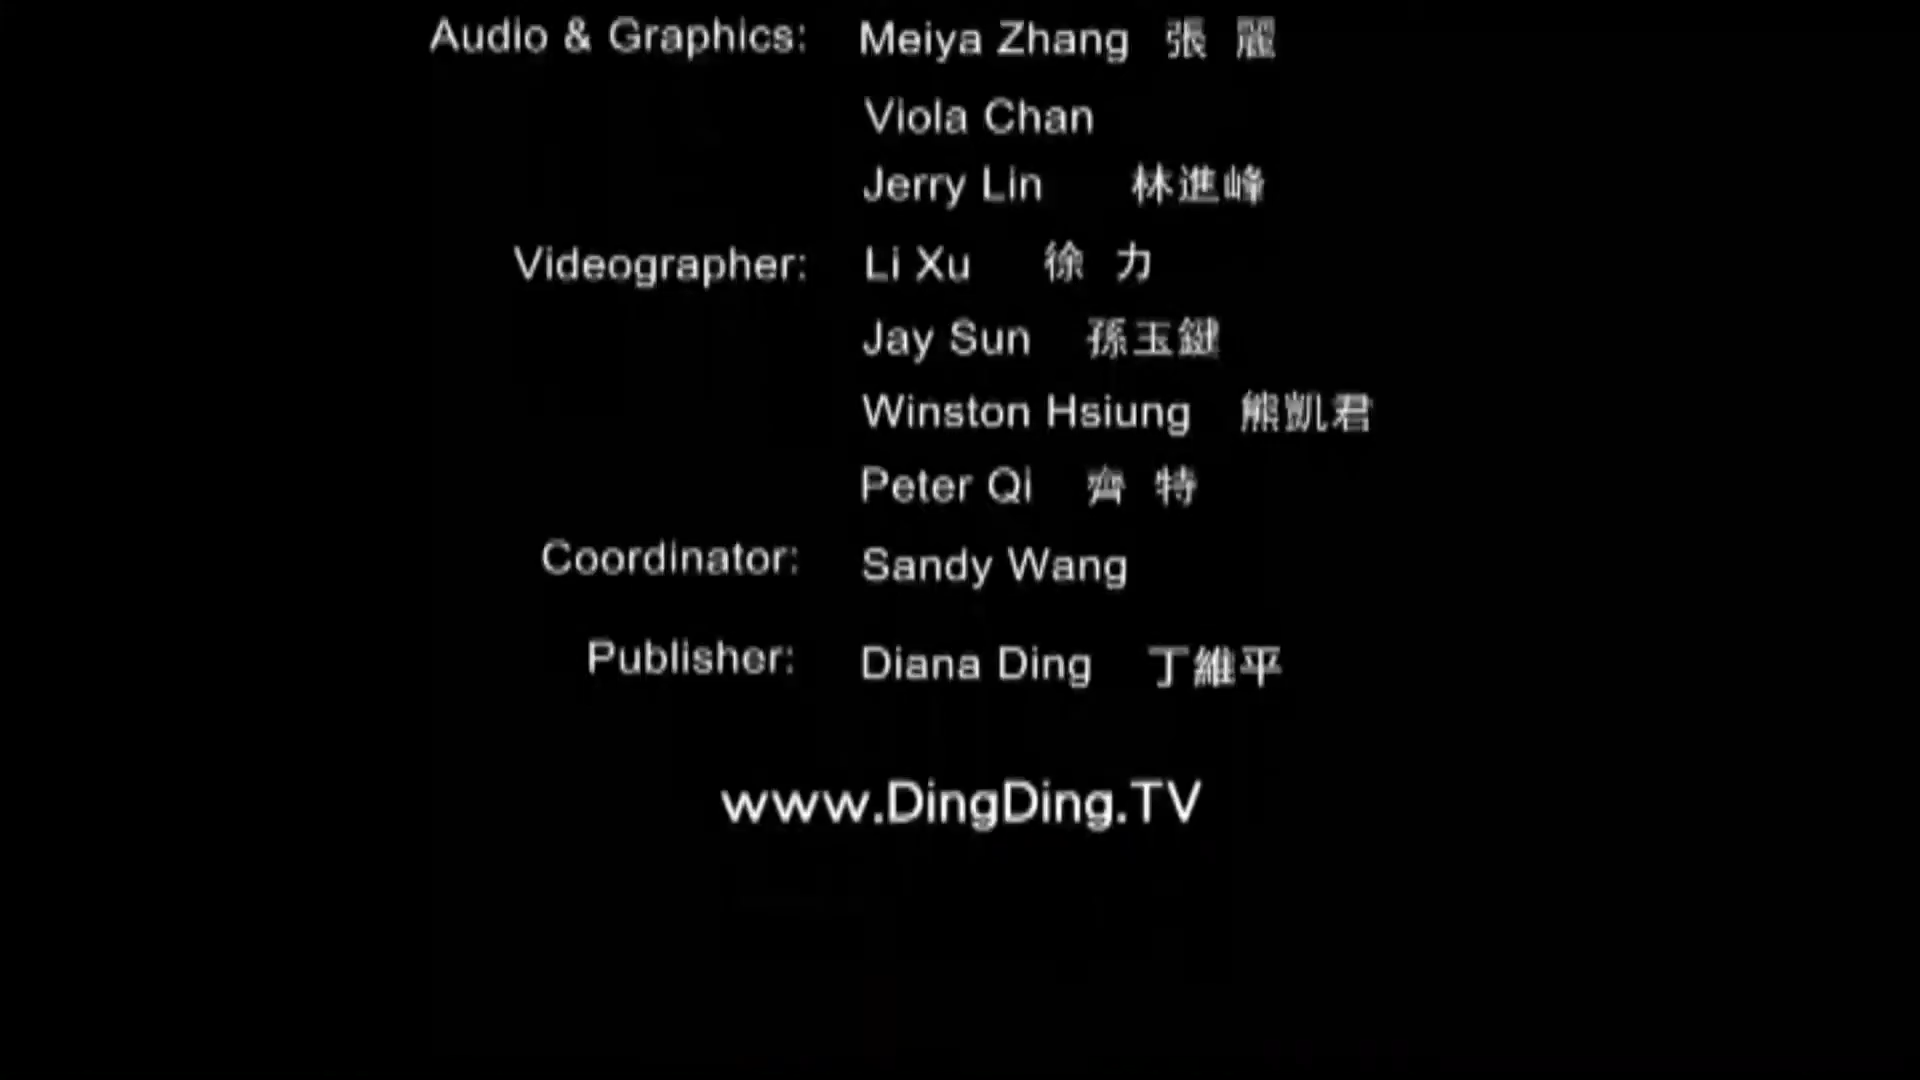 Audio & Graphics: Meiya Zhang 張 麗
Viola Chan
Jerry Lin 林進峰
Videographer: Li Xu 徐 力
Jay Sun 孫玉鍵
Winston Hsiung 熊凱君
Peter Qi 齊 特
Coordinator: Sandy Wang
Publisher: Diana Ding 丁維平
www.DingDing.TV